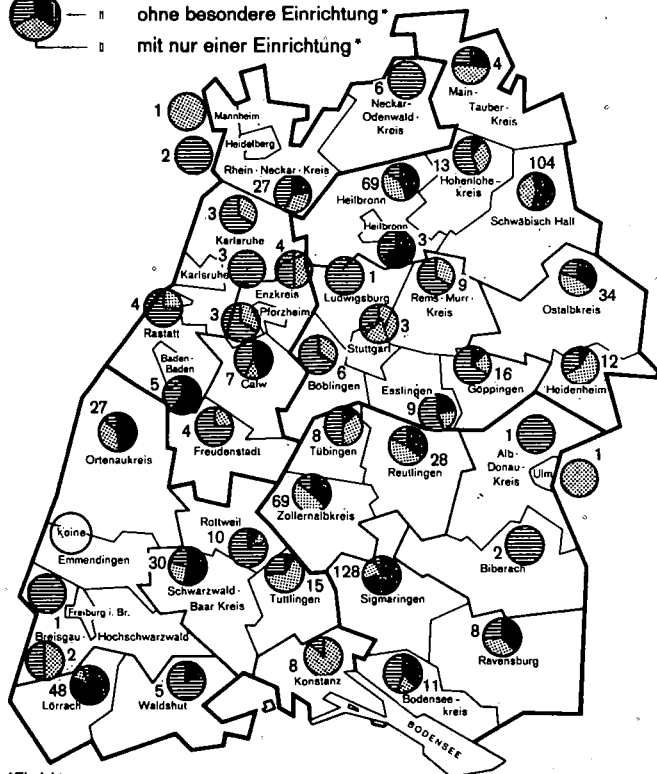 ohne besondere Einrichtung*
mit nur einer Einrichtung*
6
Neckar-
Odenwald-
Kreis
4
Main-
Tauber-
Kreis
1
Mannheim
2
Heidelberg
Rhein-Neckar-Kreis
27
69
Heilbronn
13
Hohenlohe-
kreis
104
Schwäbisch Hall
3
Karlsruhe
Heilbronn
3
3
Karlsruhe
4
Enzkreis
1
Ludwigsburg
9
Rems-Murr-
Kreis
34
Ostalbkreis
4
Rastatt
3
Pforzheim
3
Stuttgart
Baden-
Baden
5
7
Calw
6
Böblingen
Esslingen
9
16
Göppingen
12
Heidenheim
27
Ortenaukreis
4
Freudenstadt
8
Tübingen
28
Reutlingen
1
Alb-
Donau-
Kreis
Ulm
1
69
Zollernalbkreis
Keine
Emmendingen
Rottweil
10
2
Biberach
30
Schwarzwald-
Baar Kreis
15
Tuttlingen
128
Sigmaringen
1
Freiburg i. Br.
Breisgau-Hochschwarzwald
2
8
Ravensburg
48
Lörrach
5
Waldshut
8
Konstanz
11
Bodensee-
kreis
BODENSEE